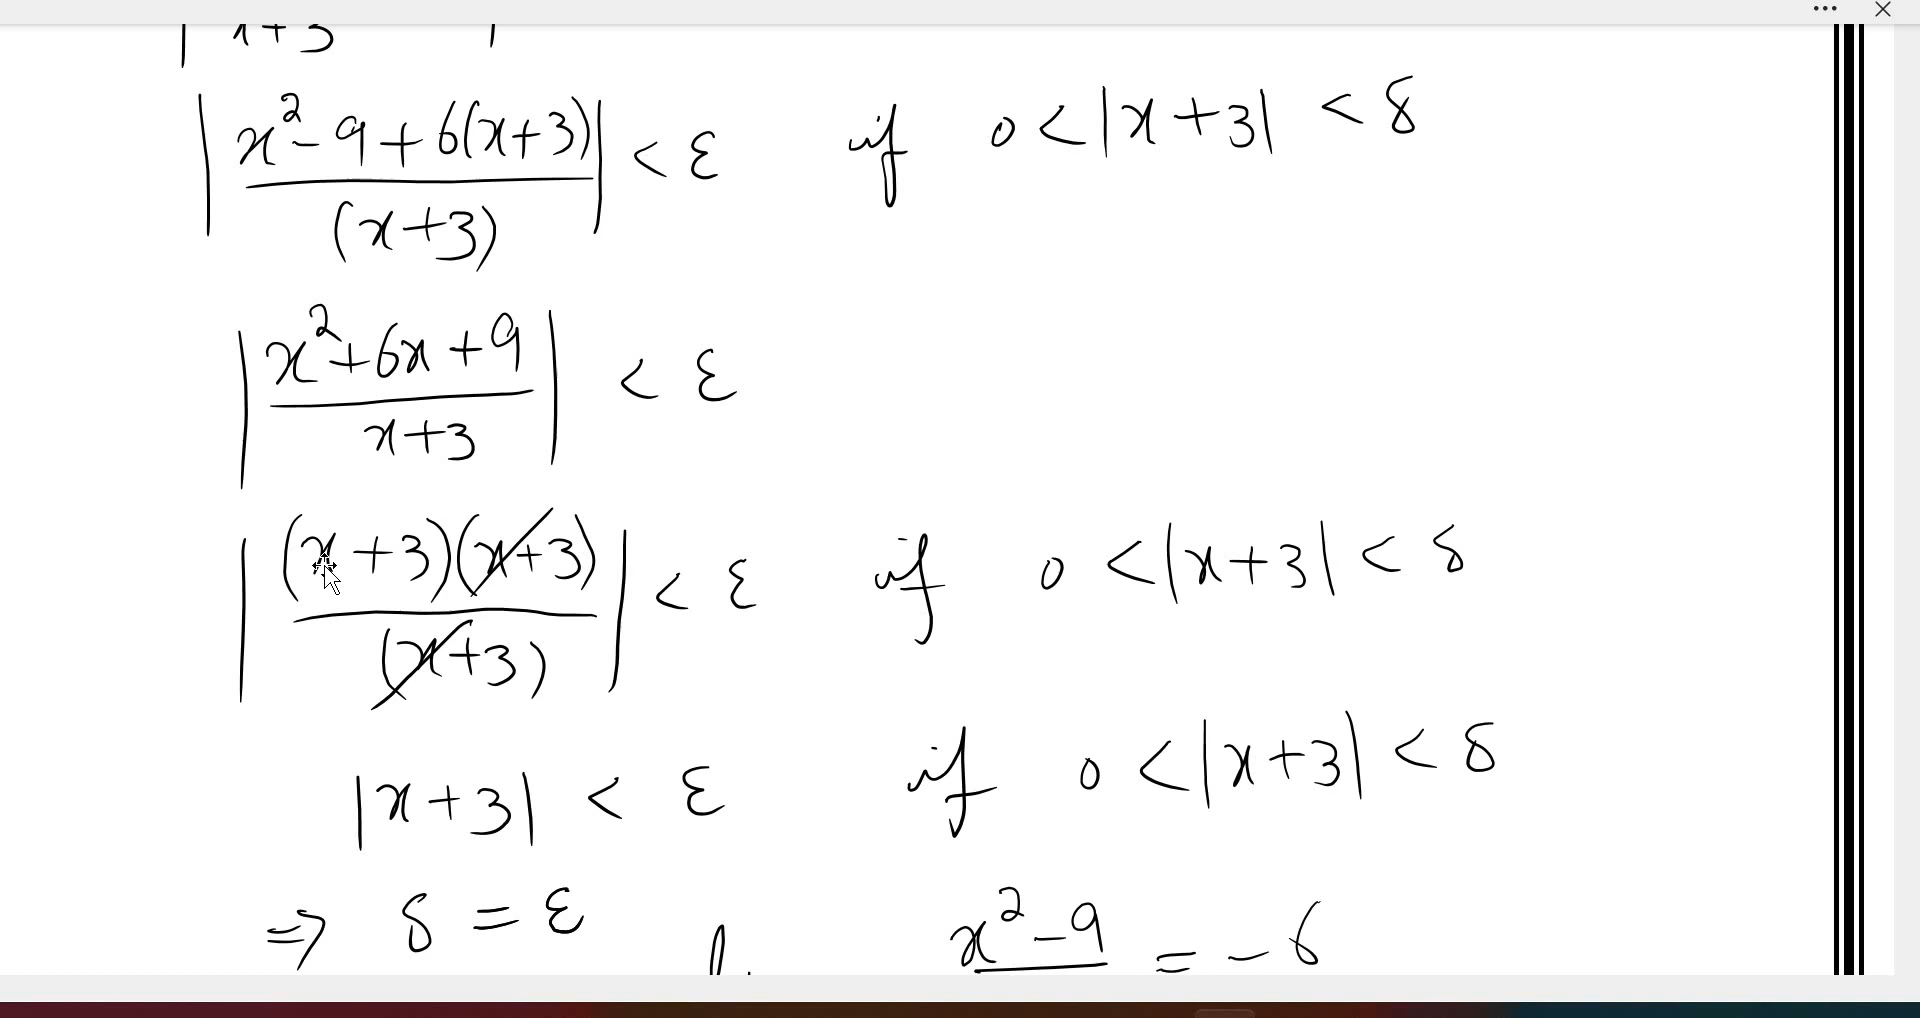 | x+3
| x² - 9 + 6(x+3) / (x+3) | < ε if 0 < |x+3| < δ
| x² + 6x + 9 / x+3 | < ε
| (x+3)(x+3) / (x+3) | < ε if 0 < |x+3| < δ
|x+3| < ε if 0 < |x+3| < δ
⇒ δ = ε x² - 9 = -6